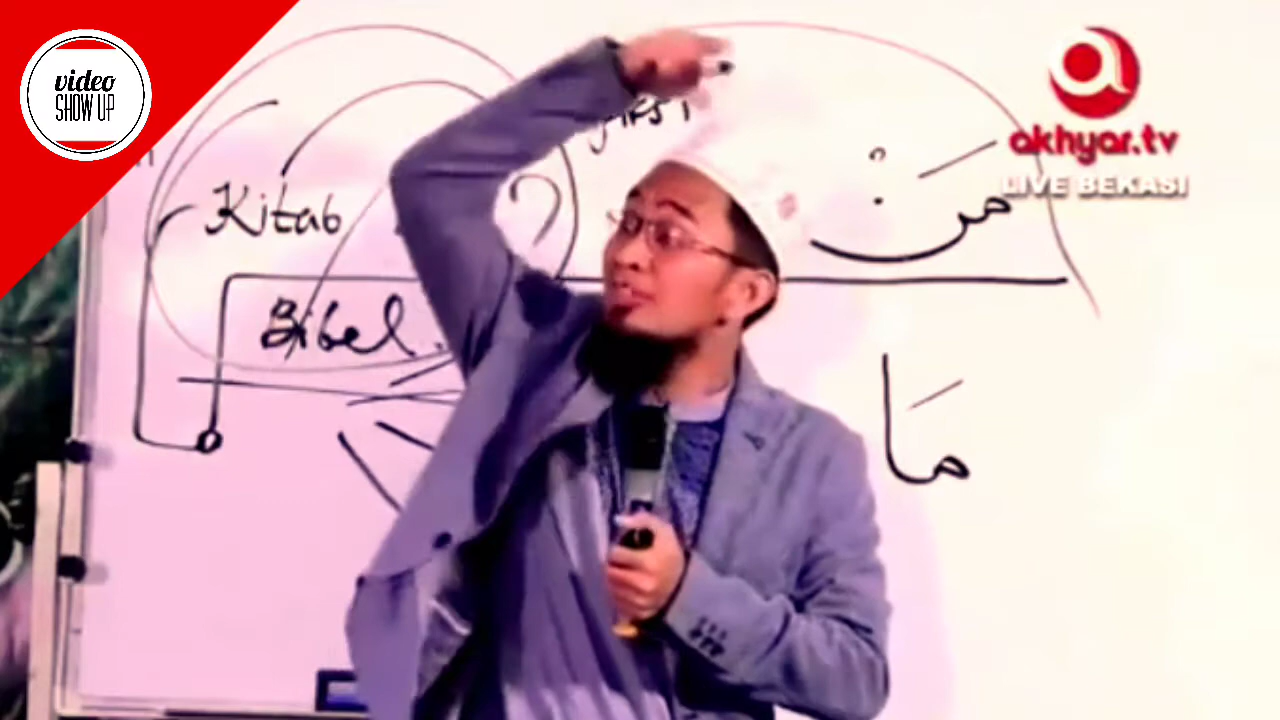 video
SHOW UP
akhyar.tv
LIVE BEKASI
Kitab
مَنْ
Bibel
مَا